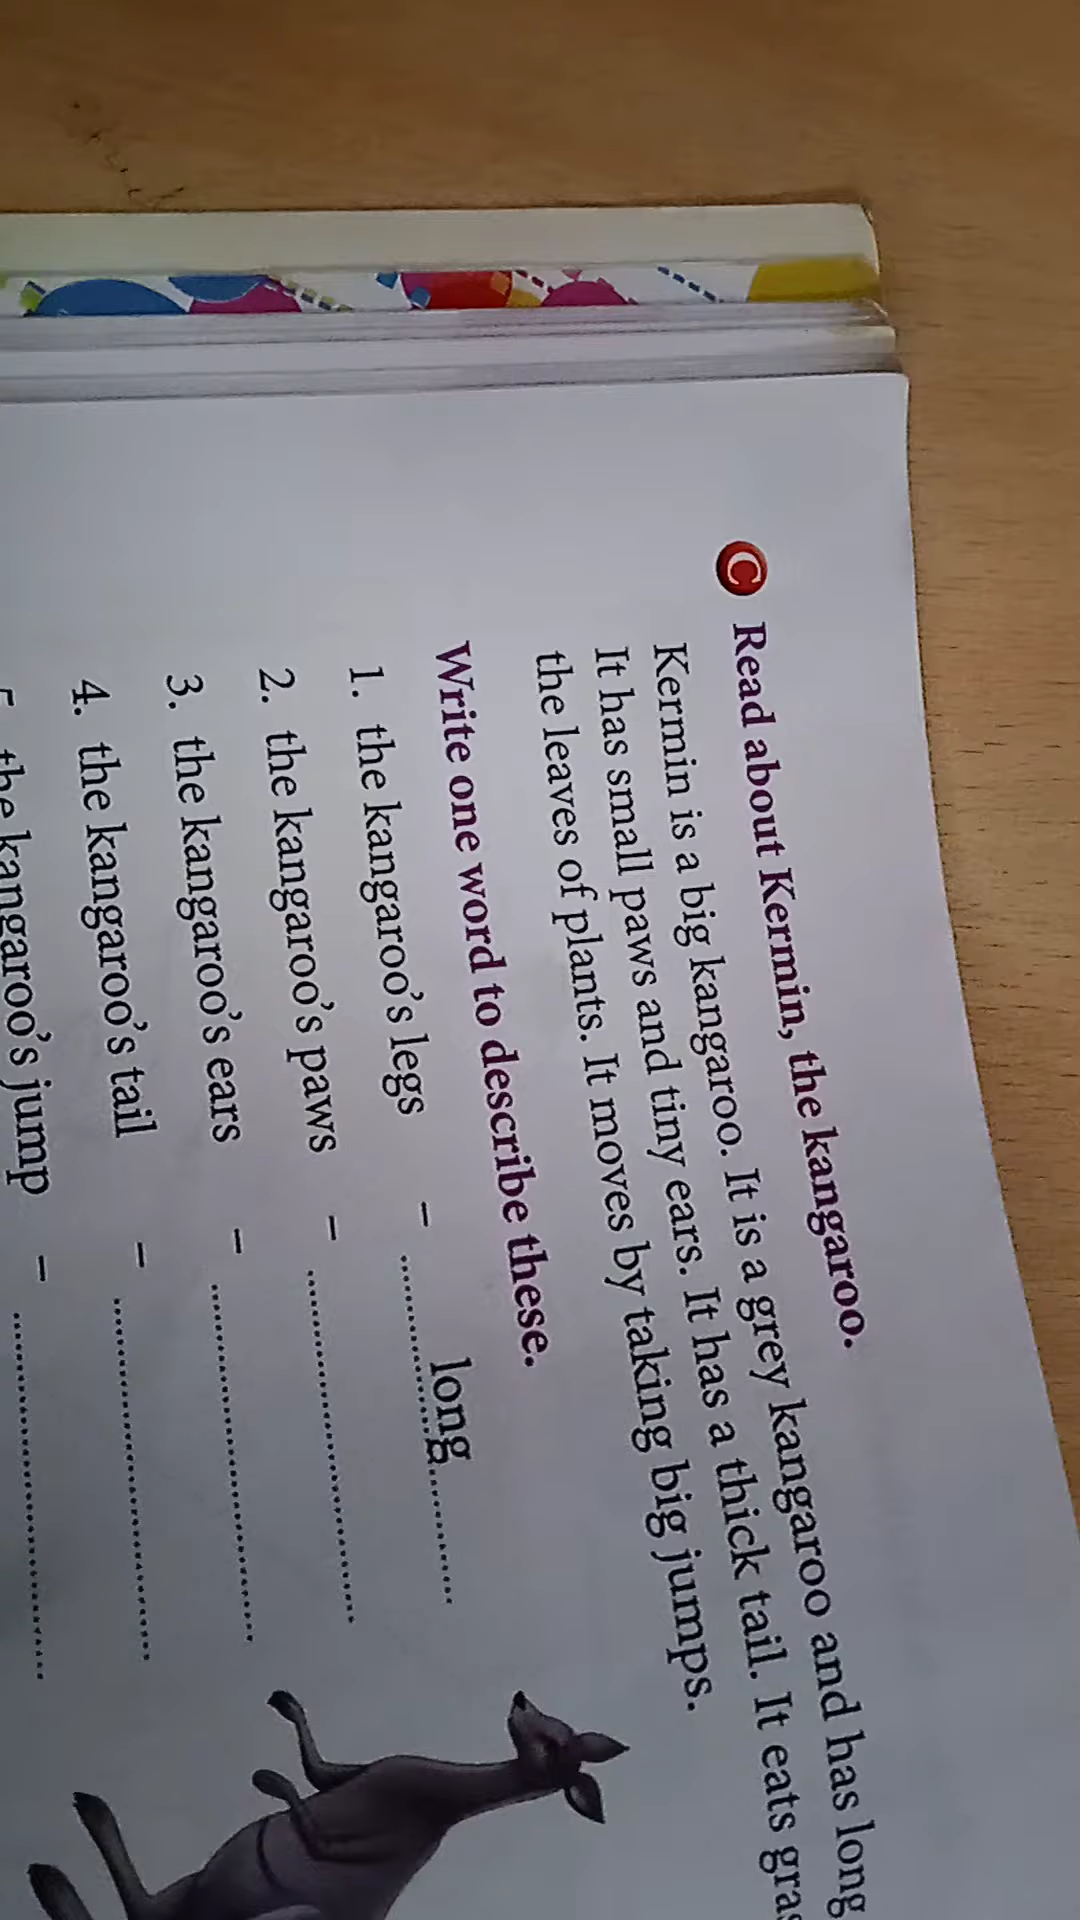 C Read about Kermin, the kangaroo.
Kermin is a big kangaroo. It is a grey kangaroo and has long
It has small paws and tiny ears. It has a thick tail. It eats
the leaves of plants. It moves by taking big jumps.
Write one word to describe these.
1. the kangaroo's legs – long
2. the kangaroo's paws –
3. the kangaroo's ears –
4. the kangaroo's tail –
the kangaroo's jump –